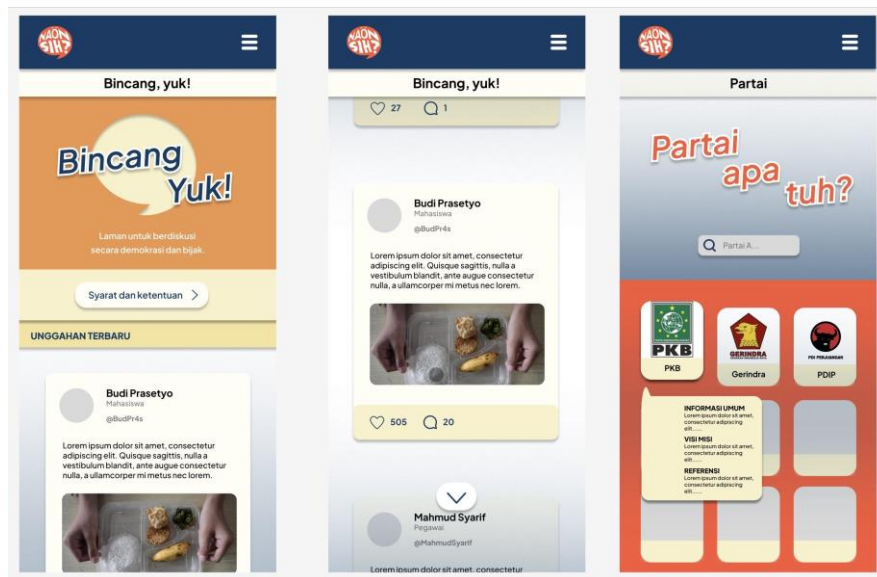 NAON
SIH?
Bincang, yuk!
Bincang
Yuk!
Laman untuk berdiskusi
secara demokrasi dan bijak.
Syarat dan ketentuan >
UNGGAHAN TERBARU
Budi Prasetyo
Mahasiswa
@BudPr4s
Lorem ipsum dolor sit amet, consectetur
adipiscing elit. Quisque sagittis, nulla a
vestibulum blandit, ante augue consectetur
nulla, a ullamcorper mi metus nec lorem.
NAON
SIH?
Bincang, yuk!
27 1
Budi Prasetyo
Mahasiswa
@BudPr4s
Lorem ipsum dolor sit amet, consectetur
adipiscing elit. Quisque sagittis, nulla a
vestibulum blandit, ante augue consectetur
nulla, a ullamcorper mi metus nec lorem.
505 20
Mahmud Syarif
Pegawai
@MahmudSyarif
Lorem ipsum dolor sit amet, consectetur
NAON
SIH?
Partai
Partai
apa
tuh?
Partai A...
PKB
PKB
GERINDRA
Gerindra
PDI PERJUANGAN
PDIP
INFORMASI UMUM
Lorem ipsum dolor sit amet,
consectetur adipiscing
elit......
VISI MISI
Lorem ipsum dolor sit amet,
consectetur adipiscing
elit......
REFERENSI
Lorem ipsum dolor sit amet,
consectetur adipiscing
elit......